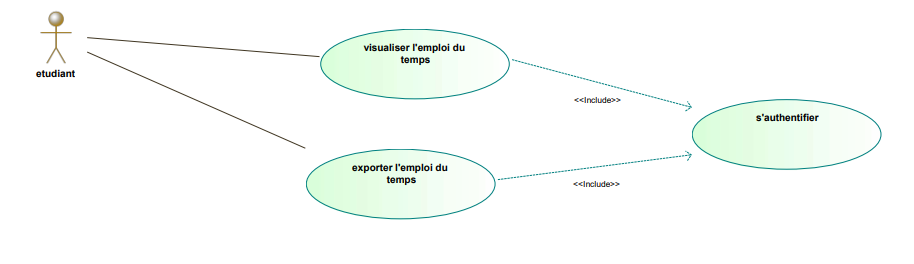 visualiser l'emploi du
temps
etudiant
<<Include>>
s'authentifier
exporter l'emploi du
temps
<<Include>>